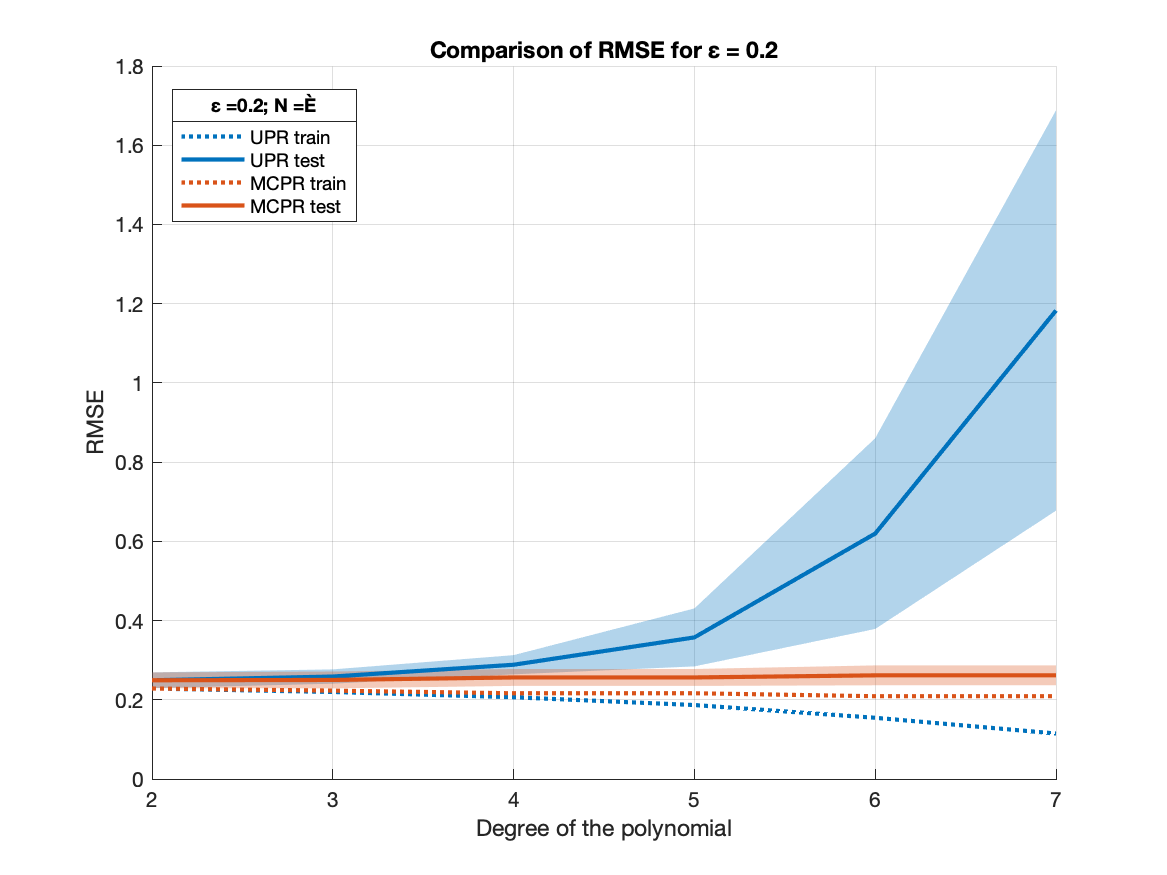 Comparison of RMSE for ε = 0.2
1.8
1.6
1.4
1.2
1
0.8
0.6
0.4
0.2
0
RMSE
ε =0.2; N =È
UPR train
UPR test
MCPR train
MCPR test
2 3 4 5 6 7
Degree of the polynomial